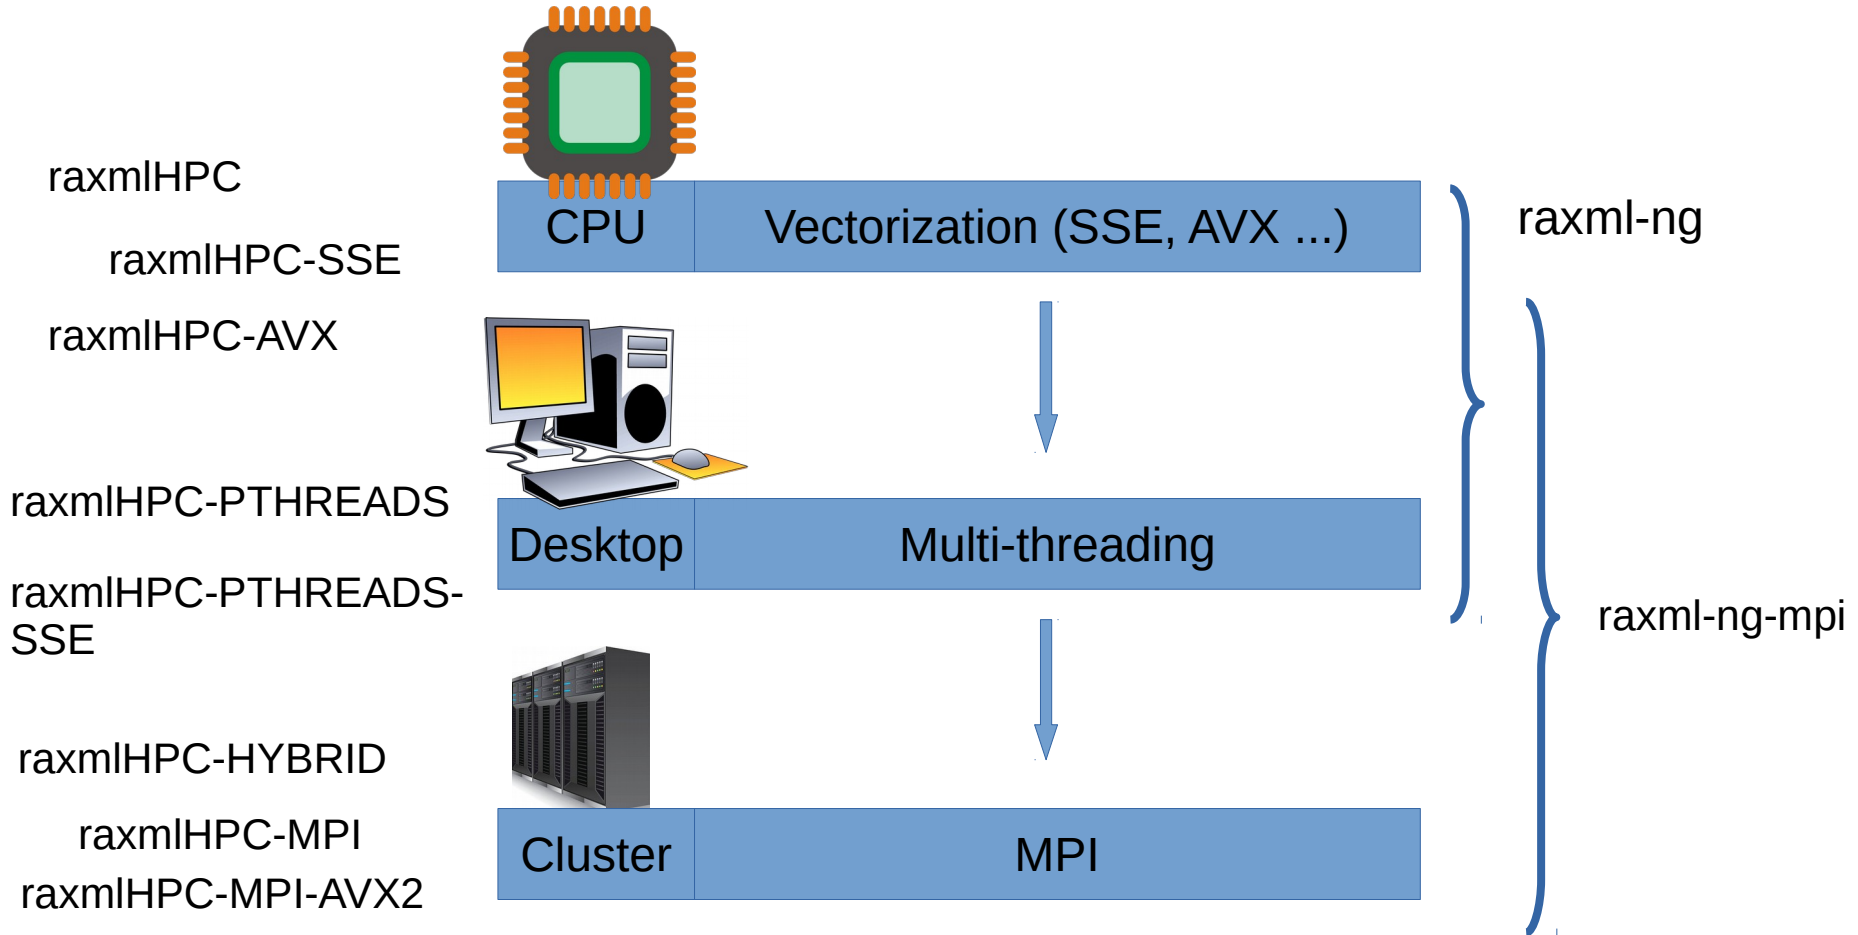 raxmlHPC
raxmlHPC-SSE
raxmlHPC-AVX
CPU
Vectorization (SSE, AVX ...)
raxml-ng
raxmlHPC-PTHREADS
raxmlHPC-PTHREADS-
SSE
Desktop
Multi-threading
raxml-ng-mpi
raxmlHPC-HYBRID
raxmlHPC-MPI
raxmlHPC-MPI-AVX2
Cluster
MPI